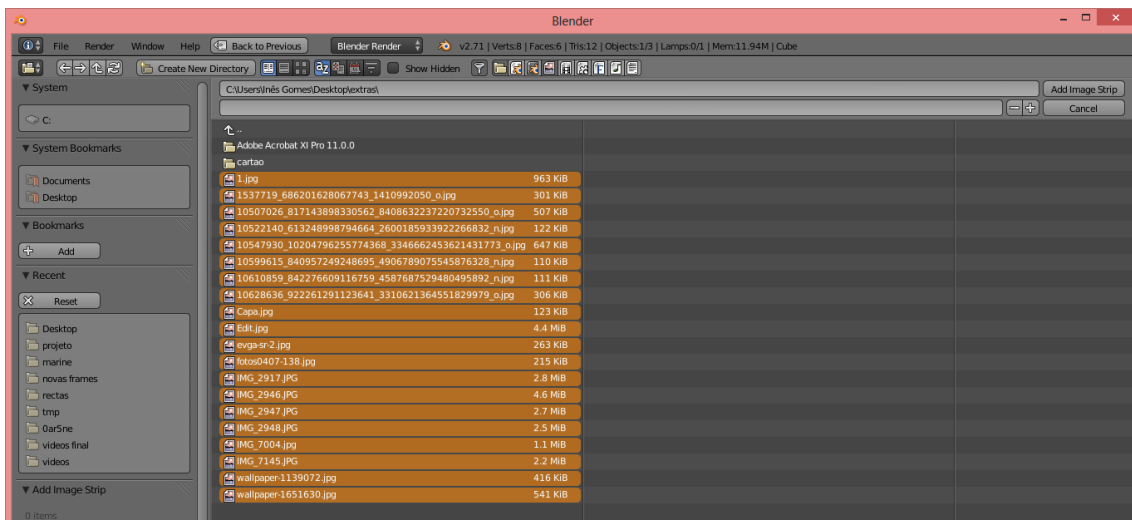 Blender
File Render Window Help Back to Previous Blender Render v2.71 | Verts:8 | Faces:6 | Tris:12 | Objects:1/3 | Lamps:0/1 | Mem:11.94M | Cube
Create New Directory Show Hidden
System
C:
System Bookmarks
Documents
Desktop
Bookmarks
Add
Recent
Reset
Desktop
projeto
marine
novas frames
rectas
tmp
0ar5ne
videos final
videos
Add Image Strip
0 items
C:\Users\Inês Gomes\Desktop\extras\ Add Image Strip
Cancel
..
Adobe Acrobat XI Pro 11.0.0
cartao
1.jpg 963 KiB
1537719_686201628067743_1410992050_o.jpg 301 KiB
10507026_817143898330562_8408632237220732550_o.jpg 507 KiB
10522140_613248998794664_2600185933922266832_n.jpg 122 KiB
10547930_10204796255774368_3346662453621431773_o.jpg 647 KiB
10599615_840957249248695_4906789075545876328_n.jpg 110 KiB
10610859_842276609116759_4587687529480495892_n.jpg 111 KiB
10628636_922261291123641_3310621364551829979_o.jpg 306 KiB
Capa.jpg 123 KiB
Edit.jpg 4.4 MiB
evga-sr-2.jpg 263 KiB
fotos0407-138.jpg 215 KiB
IMG_2917.JPG 2.8 MiB
IMG_2946.JPG 4.6 MiB
IMG_2947.JPG 2.7 MiB
IMG_2948.JPG 2.5 MiB
IMG_7004.jpg 1.1 MiB
IMG_7145.JPG 2.2 MiB
wallpaper-1139072.jpg 416 KiB
wallpaper-1651630.jpg 541 KiB